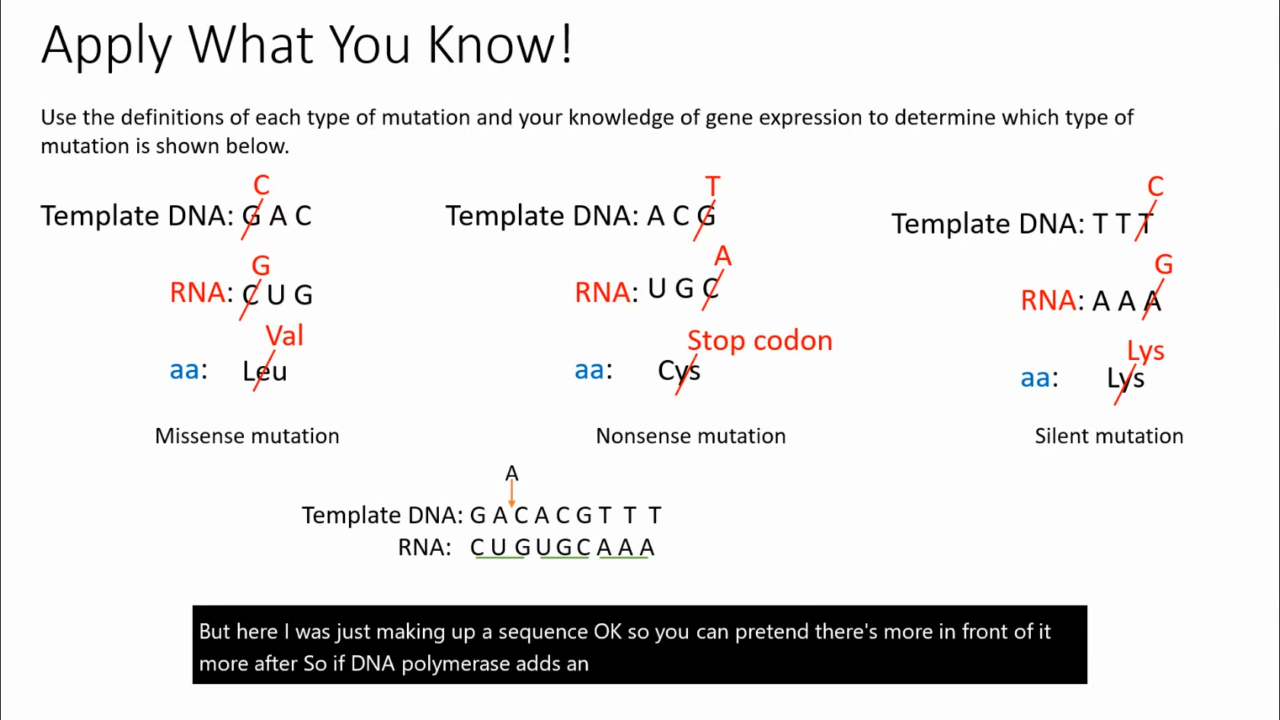 Apply What You Know!
Use the definitions of each type of mutation and your knowledge of gene expression to determine which type of
mutation is shown below.
C
Template DNA: G A C
G
RNA: C U G
Val
aa: Leu
Missense mutation
T
Template DNA: A C G
A
RNA: U G C
Stop codon
aa: Cys
Nonsense mutation
C
Template DNA: T T T
G
RNA: A A A
Lys
aa: Lys
Silent mutation
A
Template DNA: G A C A C G T T T
RNA: C U G U G C A A A
But here I was just making up a sequence OK so you can pretend there's more in front of it
more after So if DNA polymerase adds an